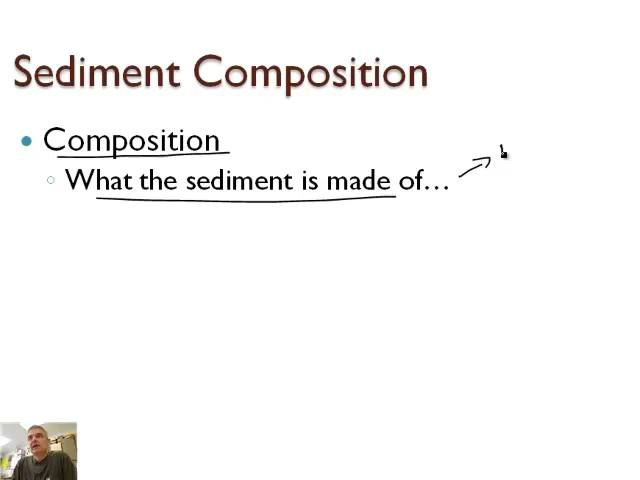 Sediment Composition
Composition
What the sediment is made of…